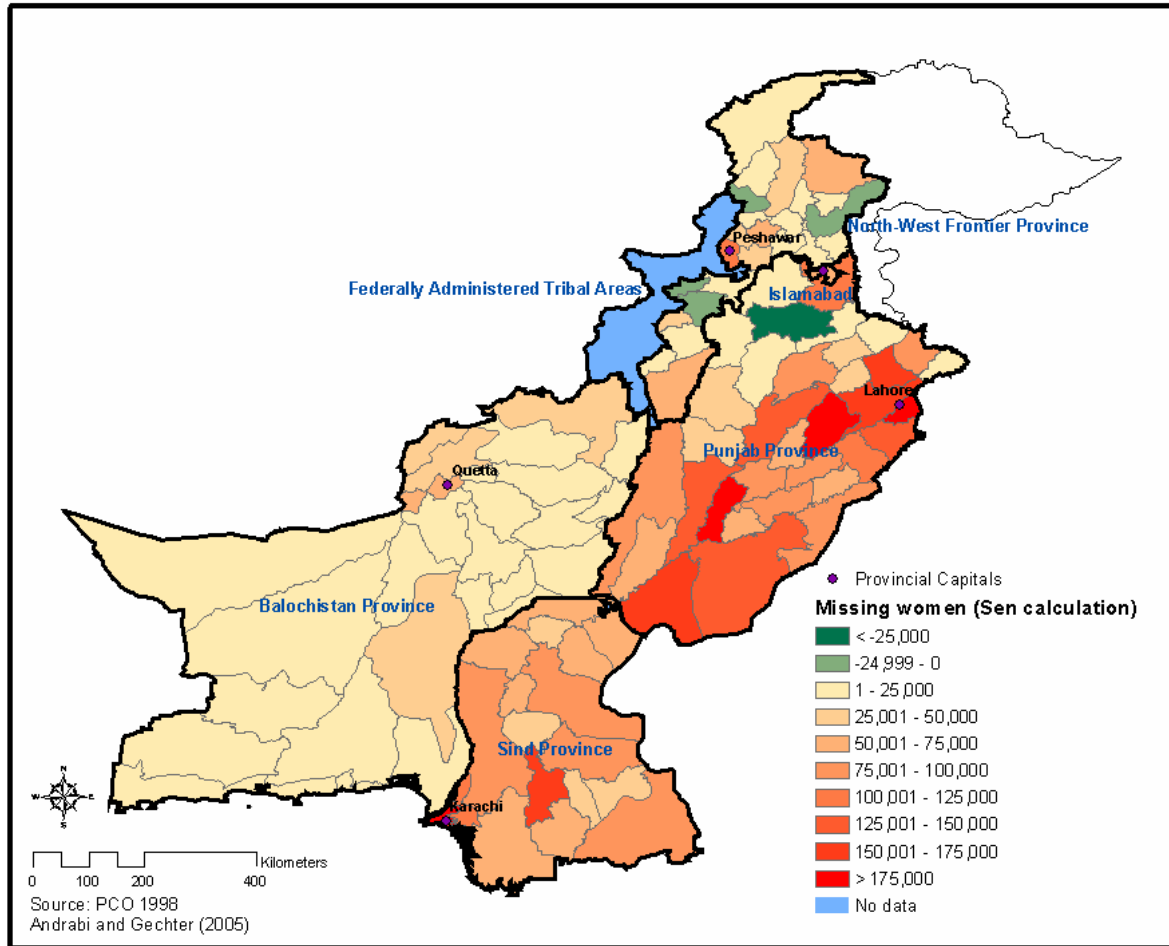 Peshawar
North-West Frontier Province
Federally Administered Tribal Areas
Islamabad
Lahore
Punjab Province
Quetta
Balochistan Province
Sind Province
Karachi
Provincial Capitals
Missing women (Sen calculation)
< -25,000
-24,999 - 0
1 - 25,000
25,001 - 50,000
50,001 - 75,000
75,001 - 100,000
100,001 - 125,000
125,001 - 150,000
150,001 - 175,000
> 175,000
No data
N
W E
S
Kilometers
0 100 200 400
Source: PCO 1998
Andrabi and Gechter (2005)